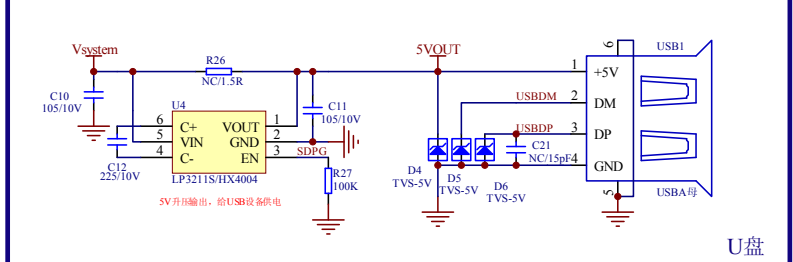 Vsystem
R26
NC/1.5R
5VOUT
C10
105/10V
U4
6 C+ VOUT 1
5 VIN GND 2
4 C- EN 3
LP3211S/HX4004
C11
105/10V
SDPG
C12
225/10V
R27
100K
5V升压输出，给USB设备供电
USB1
6
1 +5V
USBDM 2 DM
USBDP 3 DP
4 GND
5
C21
NC/15pF
D4
TVS-5V
D5
TVS-5V
D6
TVS-5V
USBA母
U盘